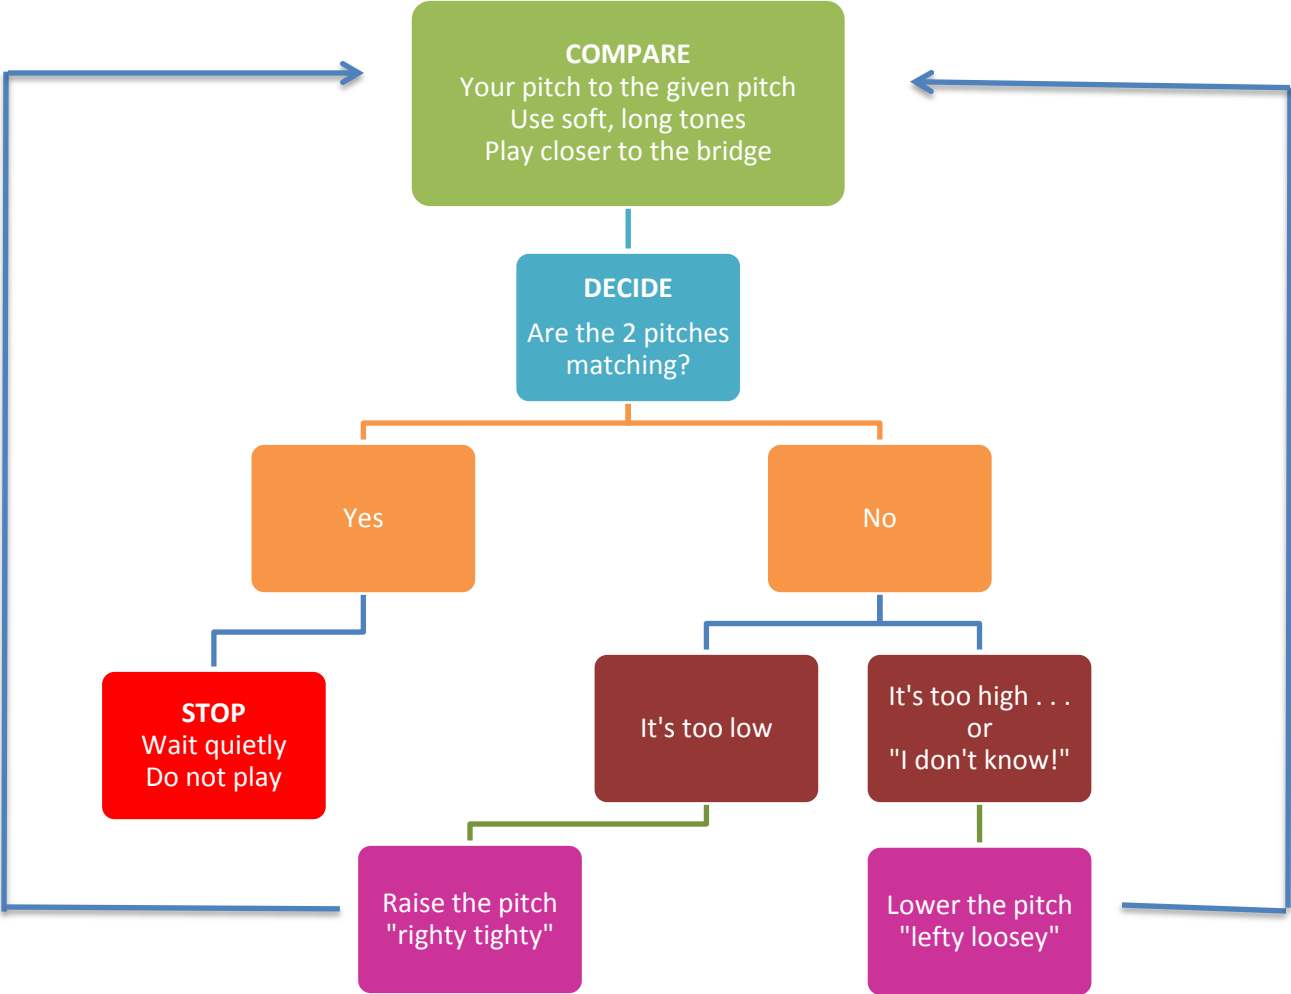 COMPARE
Your pitch to the given pitch
Use soft, long tones
Play closer to the bridge
DECIDE
Are the 2 pitches
matching?
Yes
No
STOP
Wait quietly
Do not play
It's too low
It's too high . . .
or
"I don't know!"
Raise the pitch
"righty tighty"
Lower the pitch
"lefty loosey"